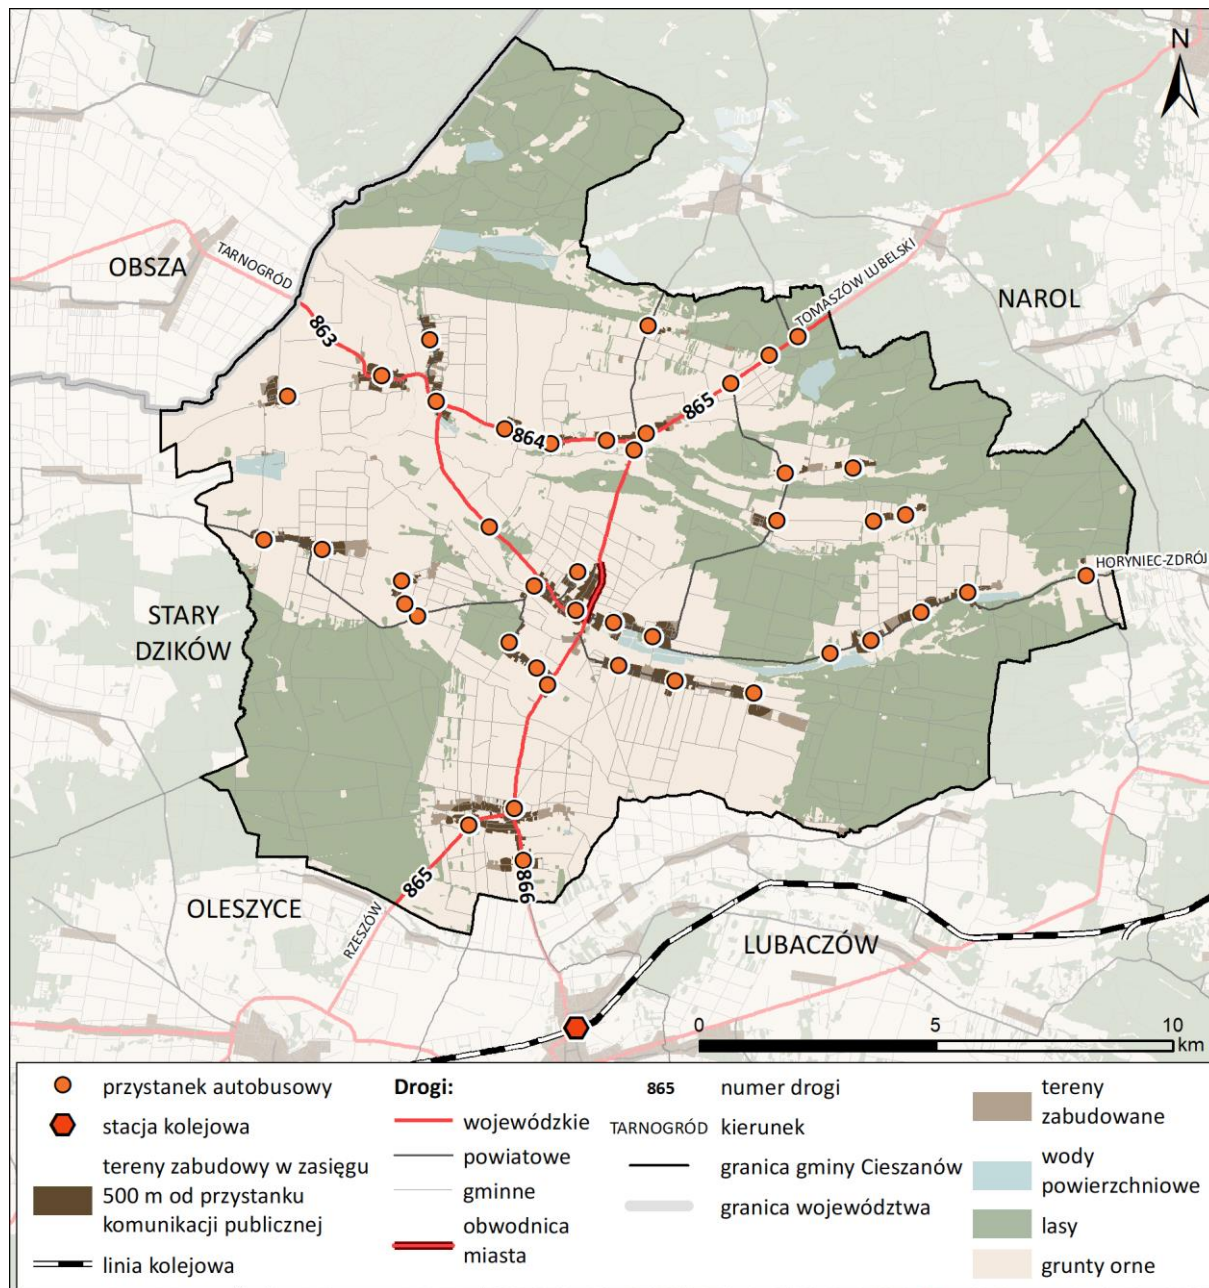 N
OBSZA
TARNOGRÓD
863
TOMASZÓW LUBELSKI
NAROL
865
864
HORYNIEC-ZDRÓJ
STARY
DZIKÓW
865
866
OLESZYCE
RZESZÓW
LUBACZÓW
0 5 10
km
przystanek autobusowy
stacja kolejowa
tereny zabudowy w zasięgu
500 m od przystanku
komunikacji publicznej
linia kolejowa
Drogi:
wojewódzkie
powiatowe
gminne
obwodnica
miasta
865 numer drogi
TARNOGRÓD kierunek
granica gminy Cieszanów
granica województwa
tereny
zabudowane
wody
powierzchniowe
lasy
grunty orne